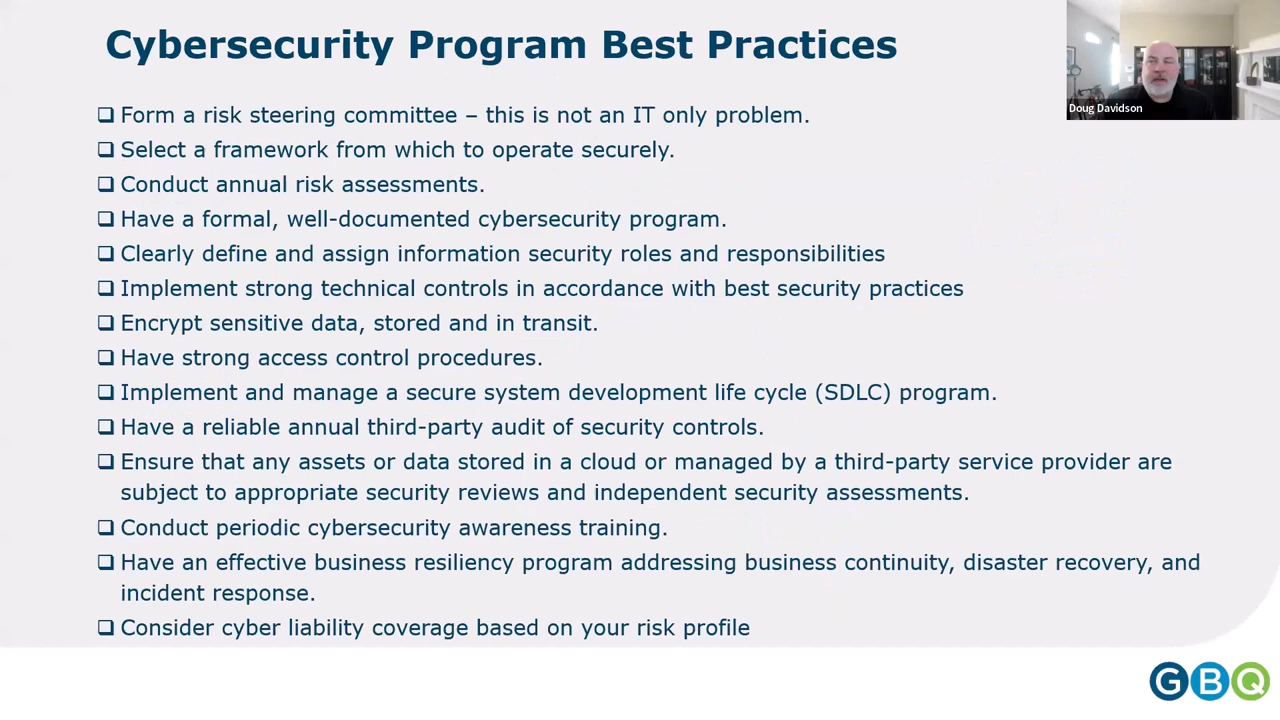 Cybersecurity Program Best Practices
Doug Davidson
❑ Form a risk steering committee – this is not an IT only problem.
❑ Select a framework from which to operate securely.
❑ Conduct annual risk assessments.
❑ Have a formal, well-documented cybersecurity program.
❑ Clearly define and assign information security roles and responsibilities
❑ Implement strong technical controls in accordance with best security practices
❑ Encrypt sensitive data, stored and in transit.
❑ Have strong access control procedures.
❑ Implement and manage a secure system development life cycle (SDLC) program.
❑ Have a reliable annual third-party audit of security controls.
❑ Ensure that any assets or data stored in a cloud or managed by a third-party service provider are
subject to appropriate security reviews and independent security assessments.
❑ Conduct periodic cybersecurity awareness training.
❑ Have an effective business resiliency program addressing business continuity, disaster recovery, and
incident response.
❑ Consider cyber liability coverage based on your risk profile
GBQ